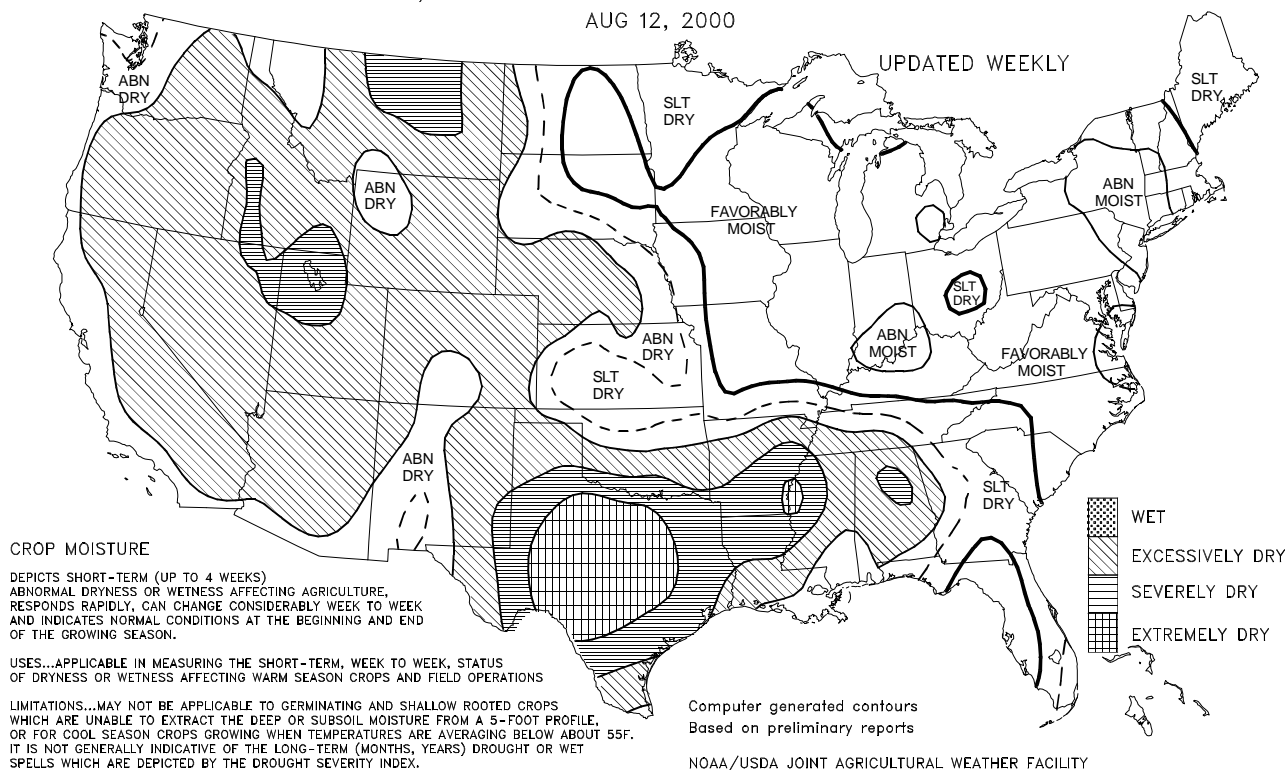 AUG 12, 2000
UPDATED WEEKLY
ABN
DRY
SLT
DRY
SLT
DRY
ABN
DRY
ABN
MOIST
FAVORABLY
MOIST
SLT
DRY
ABN
DRY
ABN
MOIST
FAVORABLY
MOIST
SLT
DRY
ABN
DRY
SLT
DRY
WET
EXCESSIVELY DRY
SEVERELY DRY
EXTREMELY DRY
CROP MOISTURE
DEPICTS SHORT-TERM (UP TO 4 WEEKS)
ABNORMAL DRYNESS OR WETNESS AFFECTING AGRICULTURE,
RESPONDS RAPIDLY, CAN CHANGE CONSIDERABLY WEEK TO WEEK
AND INDICATES NORMAL CONDITIONS AT THE BEGINNING AND END
OF THE GROWING SEASON.
USES...APPLICABLE IN MEASURING THE SHORT-TERM, WEEK TO WEEK, STATUS
OF DRYNESS OR WETNESS AFFECTING WARM SEASON CROPS AND FIELD OPERATIONS
LIMITATIONS...MAY NOT BE APPLICABLE TO GERMINATING AND SHALLOW ROOTED CROPS
WHICH ARE UNABLE TO EXTRACT THE DEEP OR SUBSOIL MOISTURE FROM A 5-FOOT PROFILE,
OR FOR COOL SEASON CROPS GROWING WHEN TEMPERATURES ARE AVERAGING BELOW ABOUT 55F.
IT IS NOT GENERALLY INDICATIVE OF THE LONG-TERM (MONTHS, YEARS) DROUGHT OR WET
SPELLS WHICH ARE DEPICTED BY THE DROUGHT SEVERITY INDEX.
Computer generated contours
Based on preliminary reports
NOAA/USDA JOINT AGRICULTURAL WEATHER FACILITY